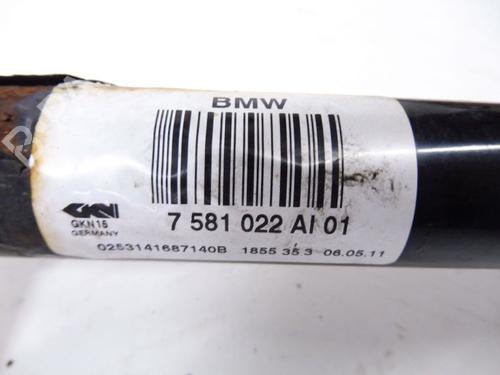 BMW
GKN
7 581 022 AI 01
GKN15
GERMANY
0253141687140B 1855 35 3 06.05.11